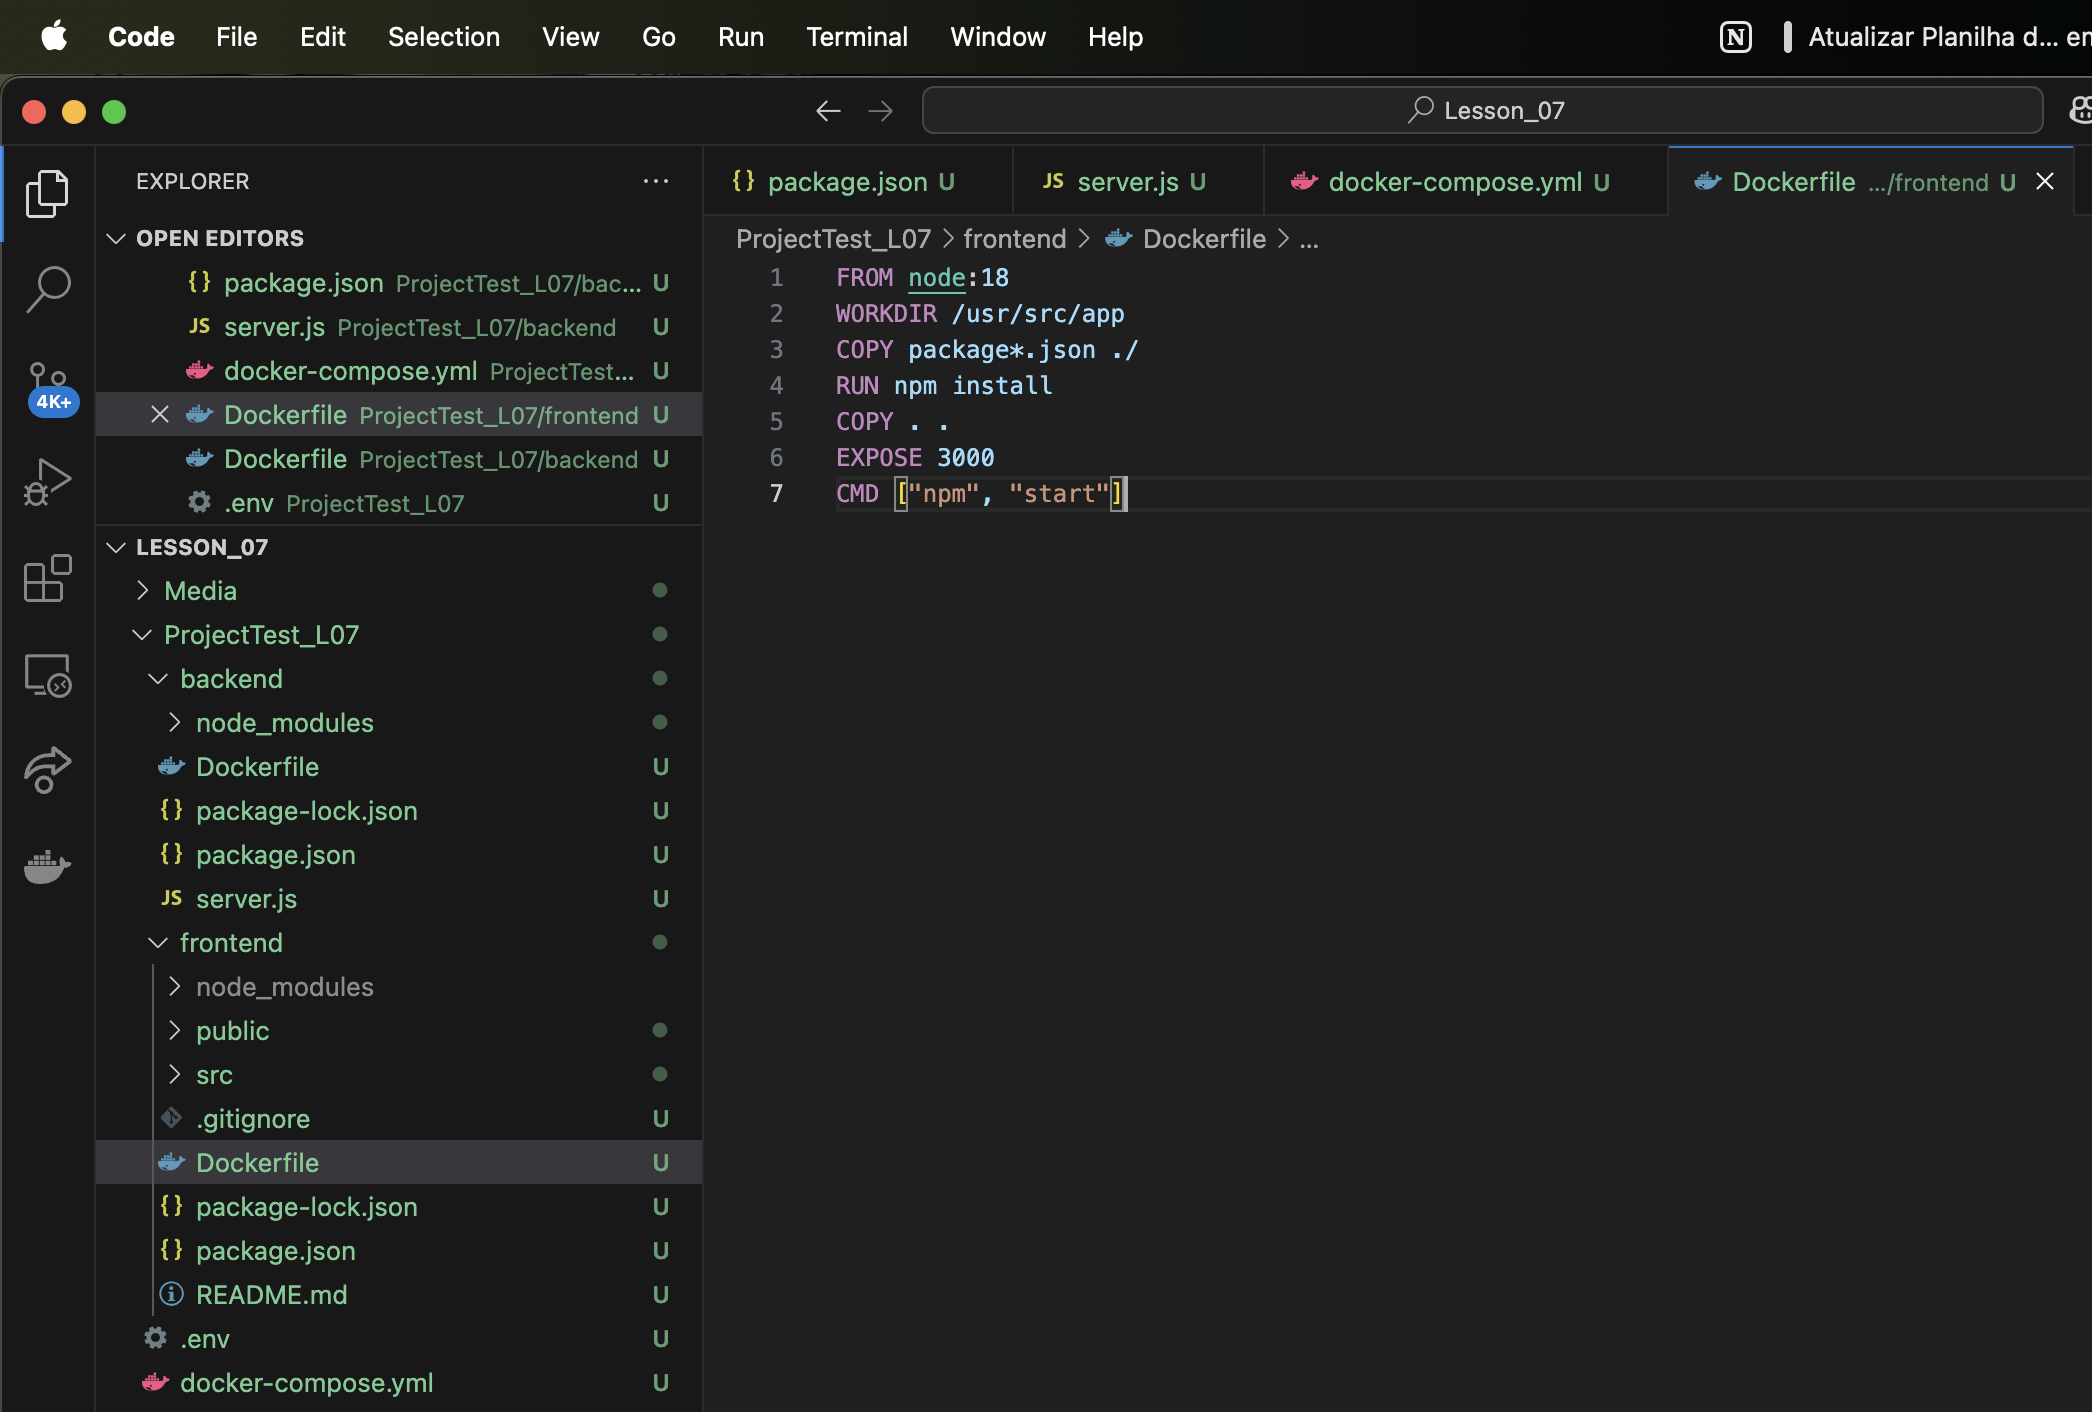 Code File Edit Selection View Go Run Terminal Window Help
N Atualizar Planilha d... em
Lesson_07
EXPLORER
OPEN EDITORS
{} package.json ProjectTest_L07/bac... U
JS server.js ProjectTest_L07/backend U
docker-compose.yml ProjectTest... U
Dockerfile ProjectTest_L07/frontend U
Dockerfile ProjectTest_L07/backend U
.env ProjectTest_L07 U
4K+
LESSON_07
Media
ProjectTest_L07
backend
node_modules
Dockerfile U
{} package-lock.json U
{} package.json U
JS server.js U
frontend
node_modules
public
src
.gitignore U
Dockerfile U
{} package-lock.json U
{} package.json U
README.md U
.env U
docker-compose.yml U
{} package.json U JS server.js U docker-compose.yml U Dockerfile .../frontend U
ProjectTest_L07 > frontend > Dockerfile > ...
1 FROM node:18
2 WORKDIR /usr/src/app
3 COPY package*.json ./
4 RUN npm install
5 COPY . .
6 EXPOSE 3000
7 CMD ["npm", "start"]